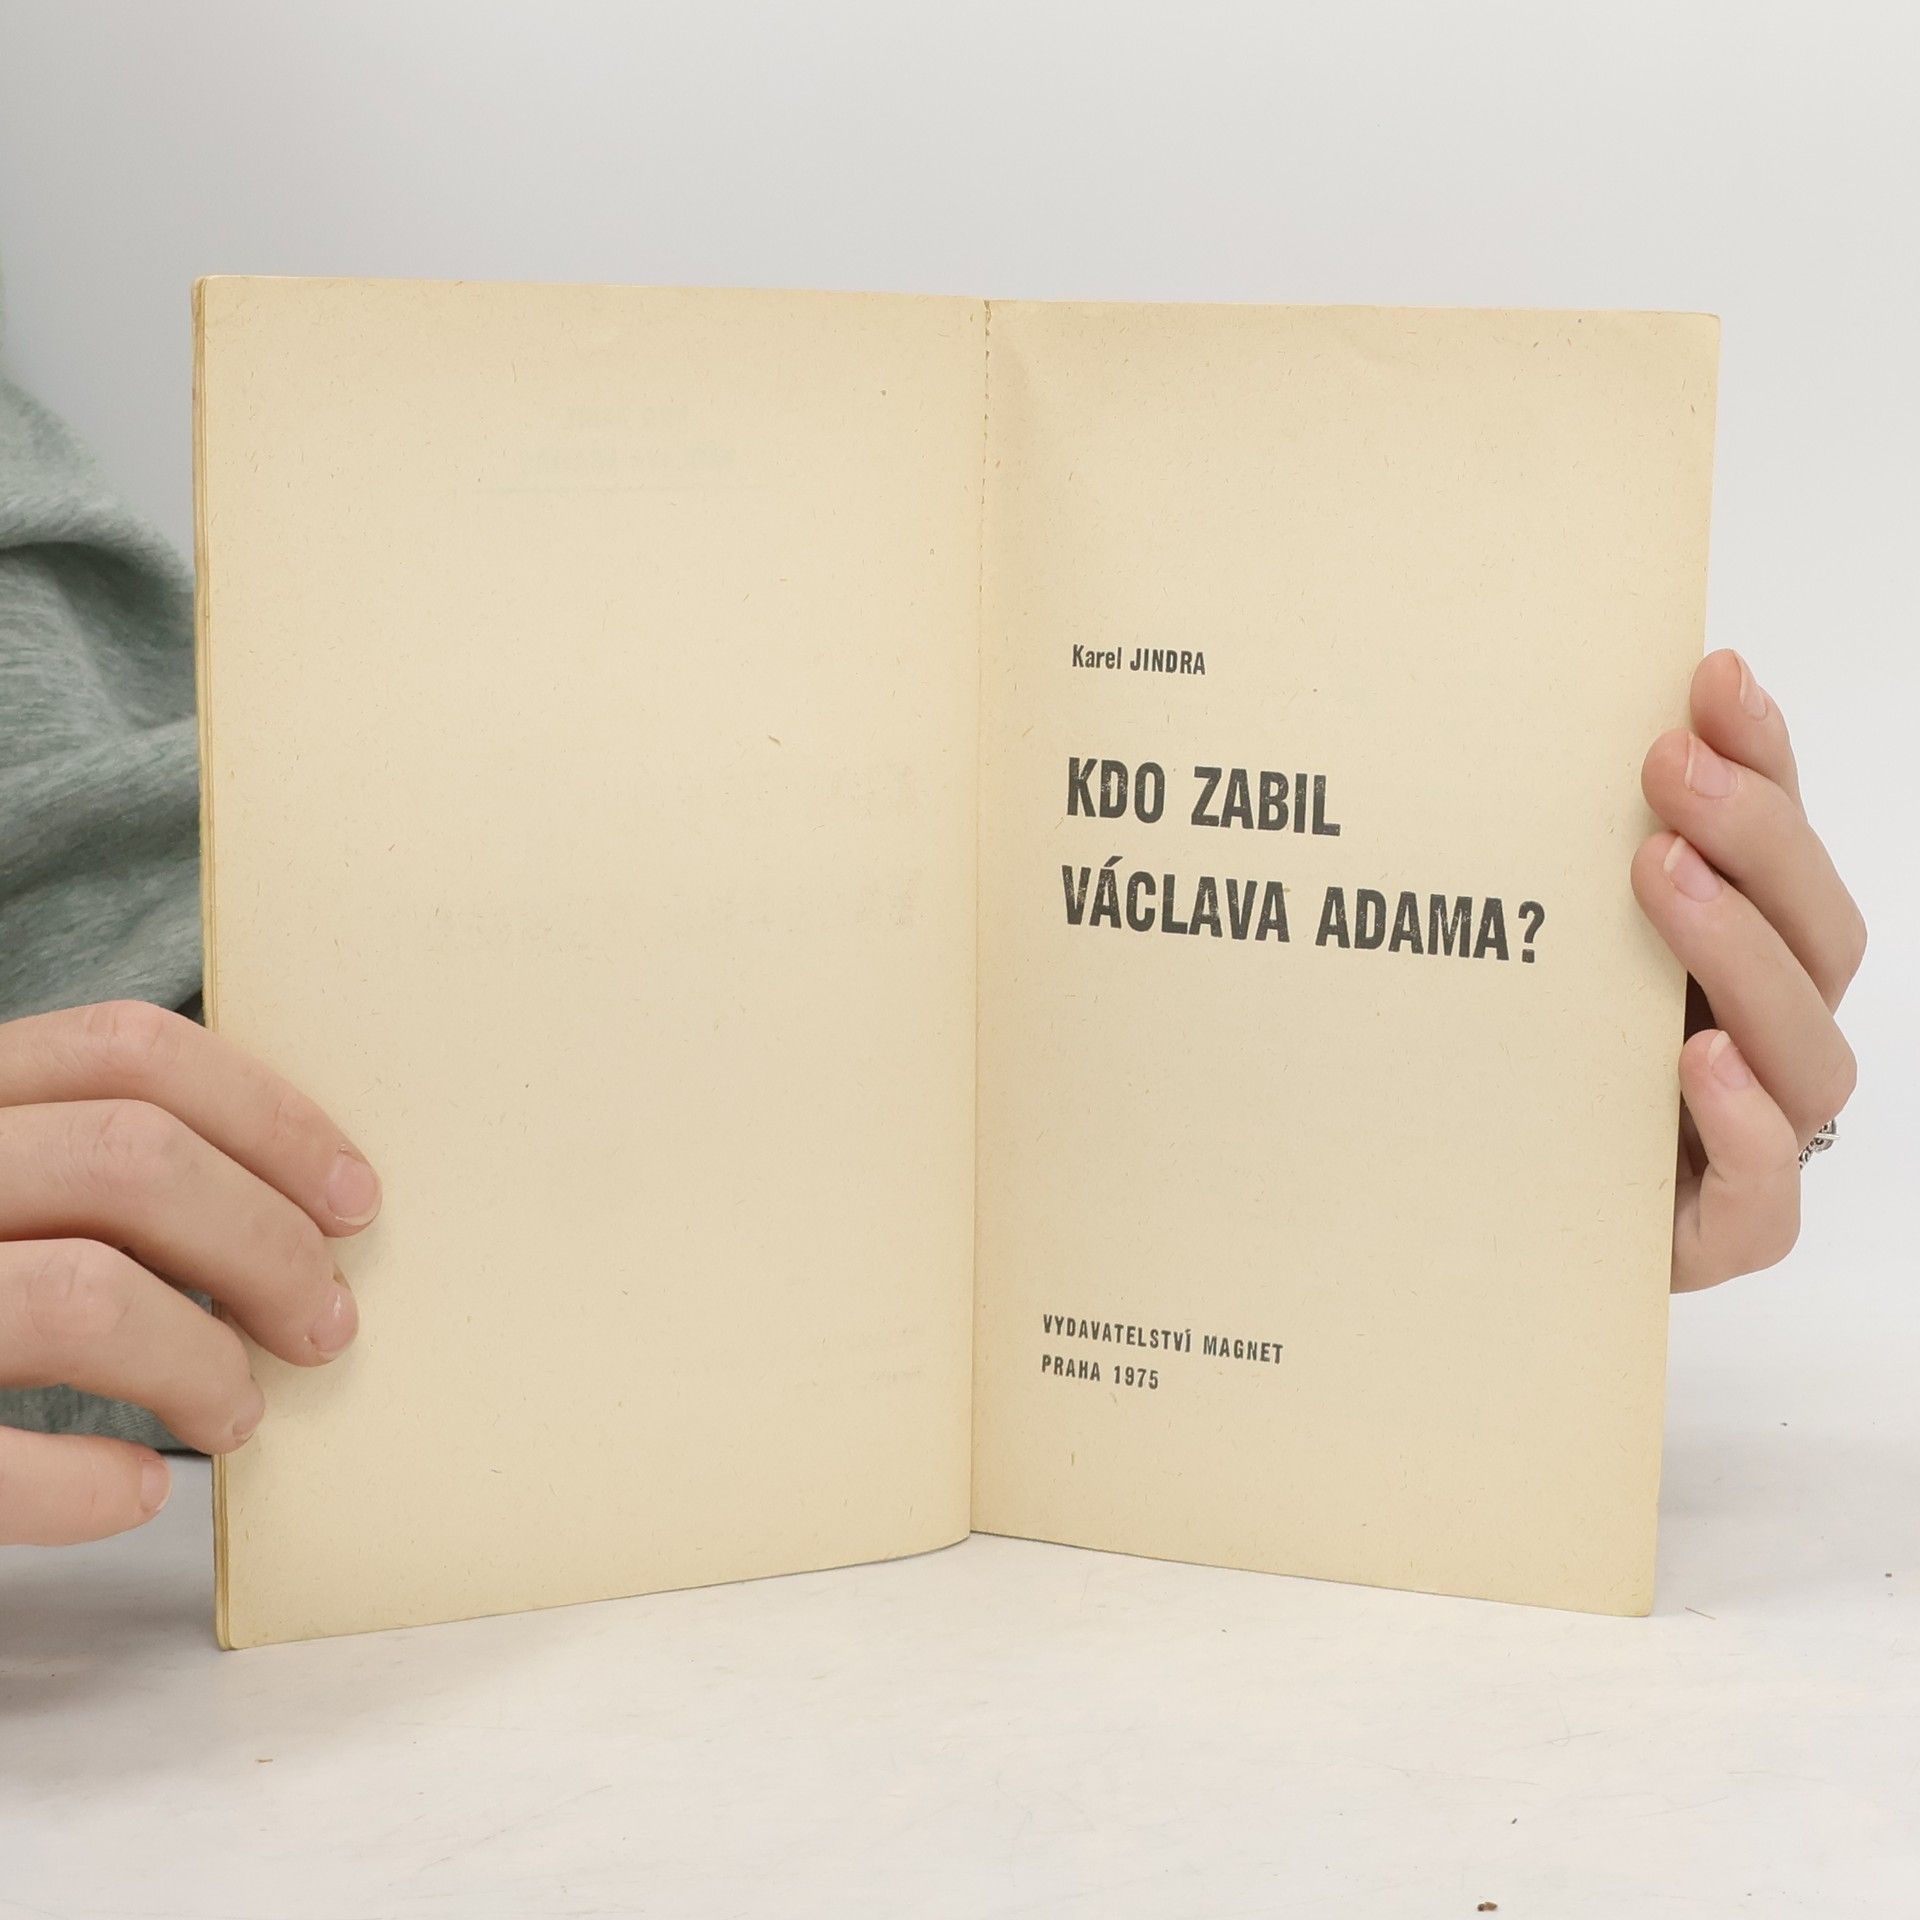 Karel JINDRA
KDO ZABIL
VÁCLAVA ADAMA?
VYDAVATELSTVÍ MAGNET
PRAHA 1975